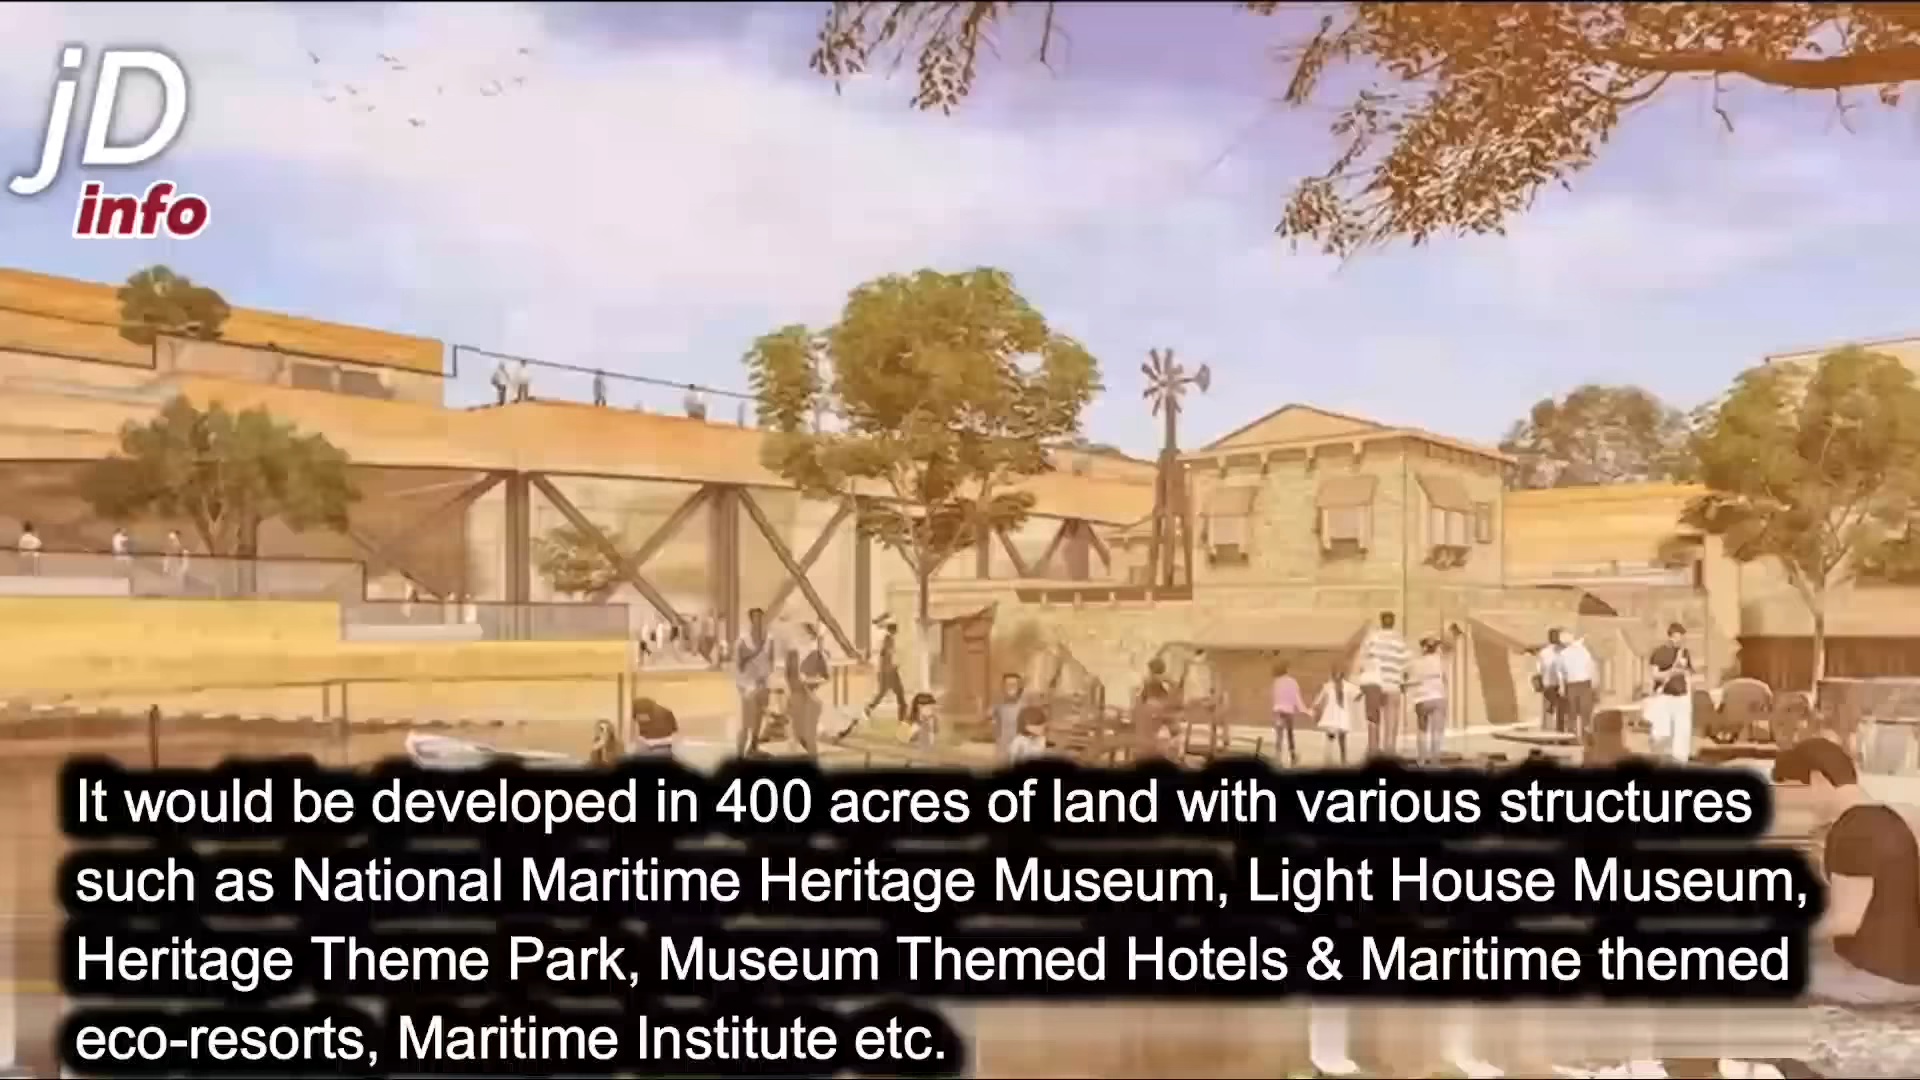 jD
info
It would be developed in 400 acres of land with various structures
such as National Maritime Heritage Museum, Light House Museum,
Heritage Theme Park, Museum Themed Hotels & Maritime themed
eco-resorts, Maritime Institute etc.